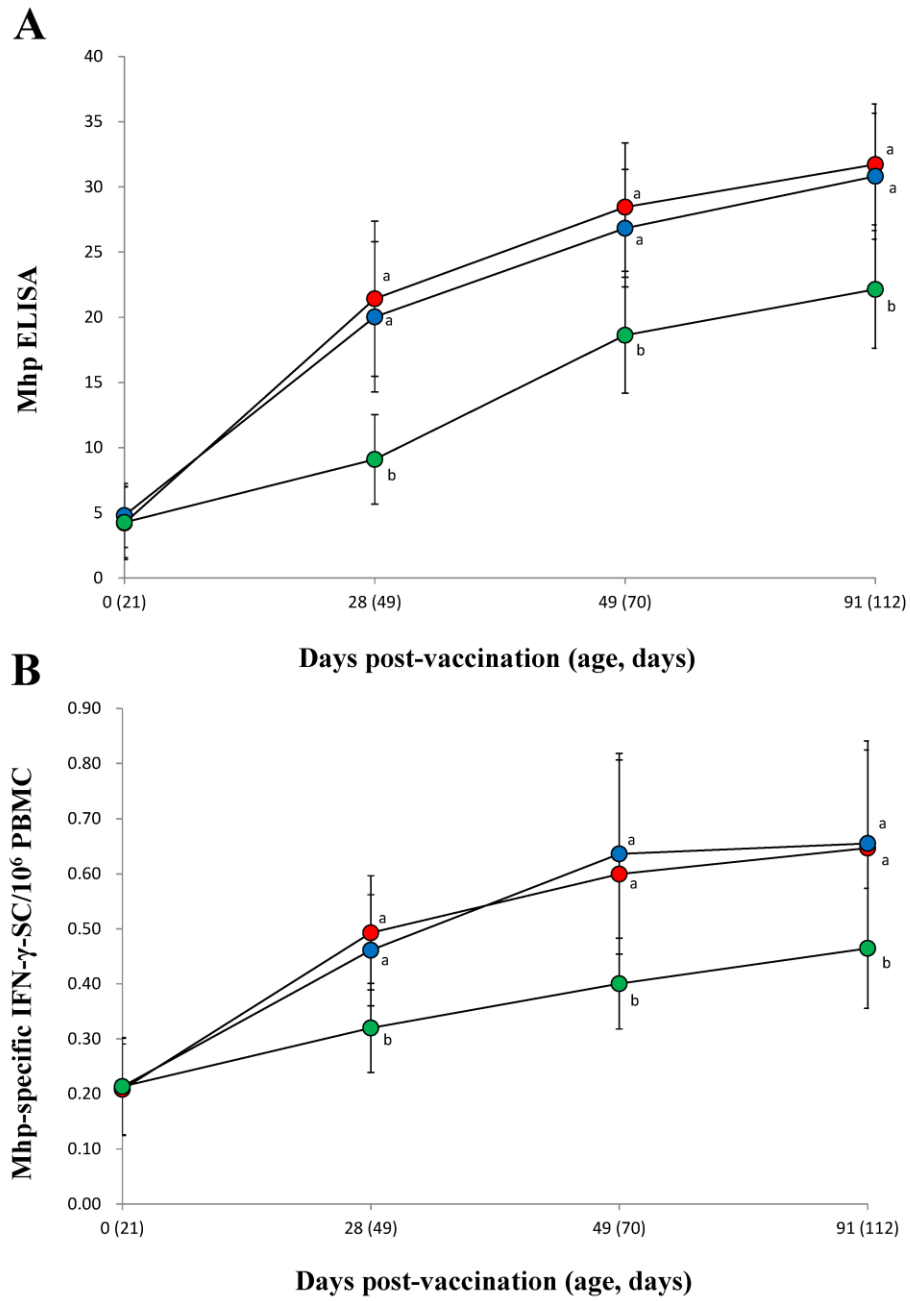 A
40
35
30
25
20
15
10
5
0
Mhp ELISA
a
a
b
a
a
b
a
a
b
0 (21) 28 (49) 49 (70) 91 (112)
Days post-vaccination (age, days)
B
0.90
0.80
0.70
0.60
0.50
0.40
0.30
0.20
0.10
0.00
Mhp-specific IFN-γ-SC/10⁶ PBMC
a
a
b
a
a
b
a
a
b
0 (21) 28 (49) 49 (70) 91 (112)
Days post-vaccination (age, days)